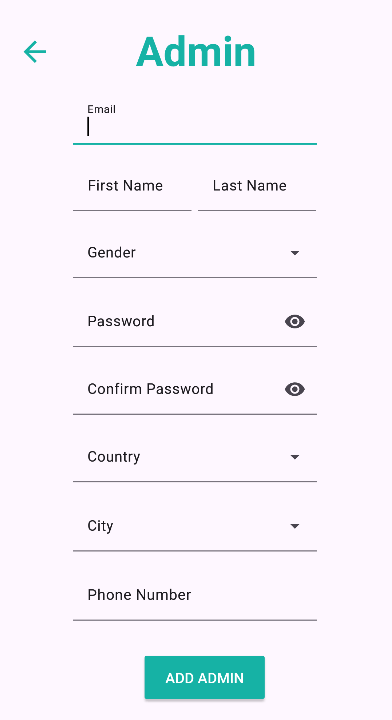 Admin
Email
First Name Last Name
Gender
Password
Confirm Password
Country
City
Phone Number
ADD ADMIN